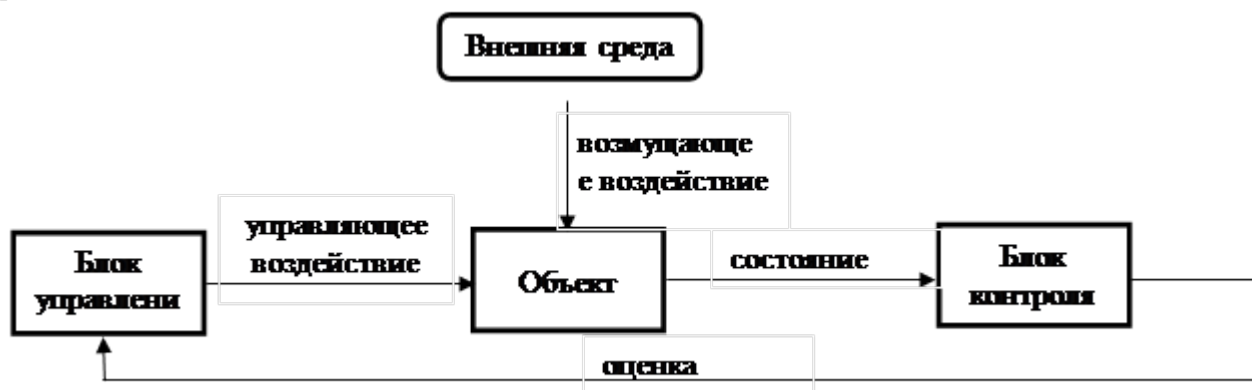 Внешняя среда
возмущающе
е воздействие
управляющее
воздействие
Блок
управлени
Объект
состояние
Блок
контроля
оценка